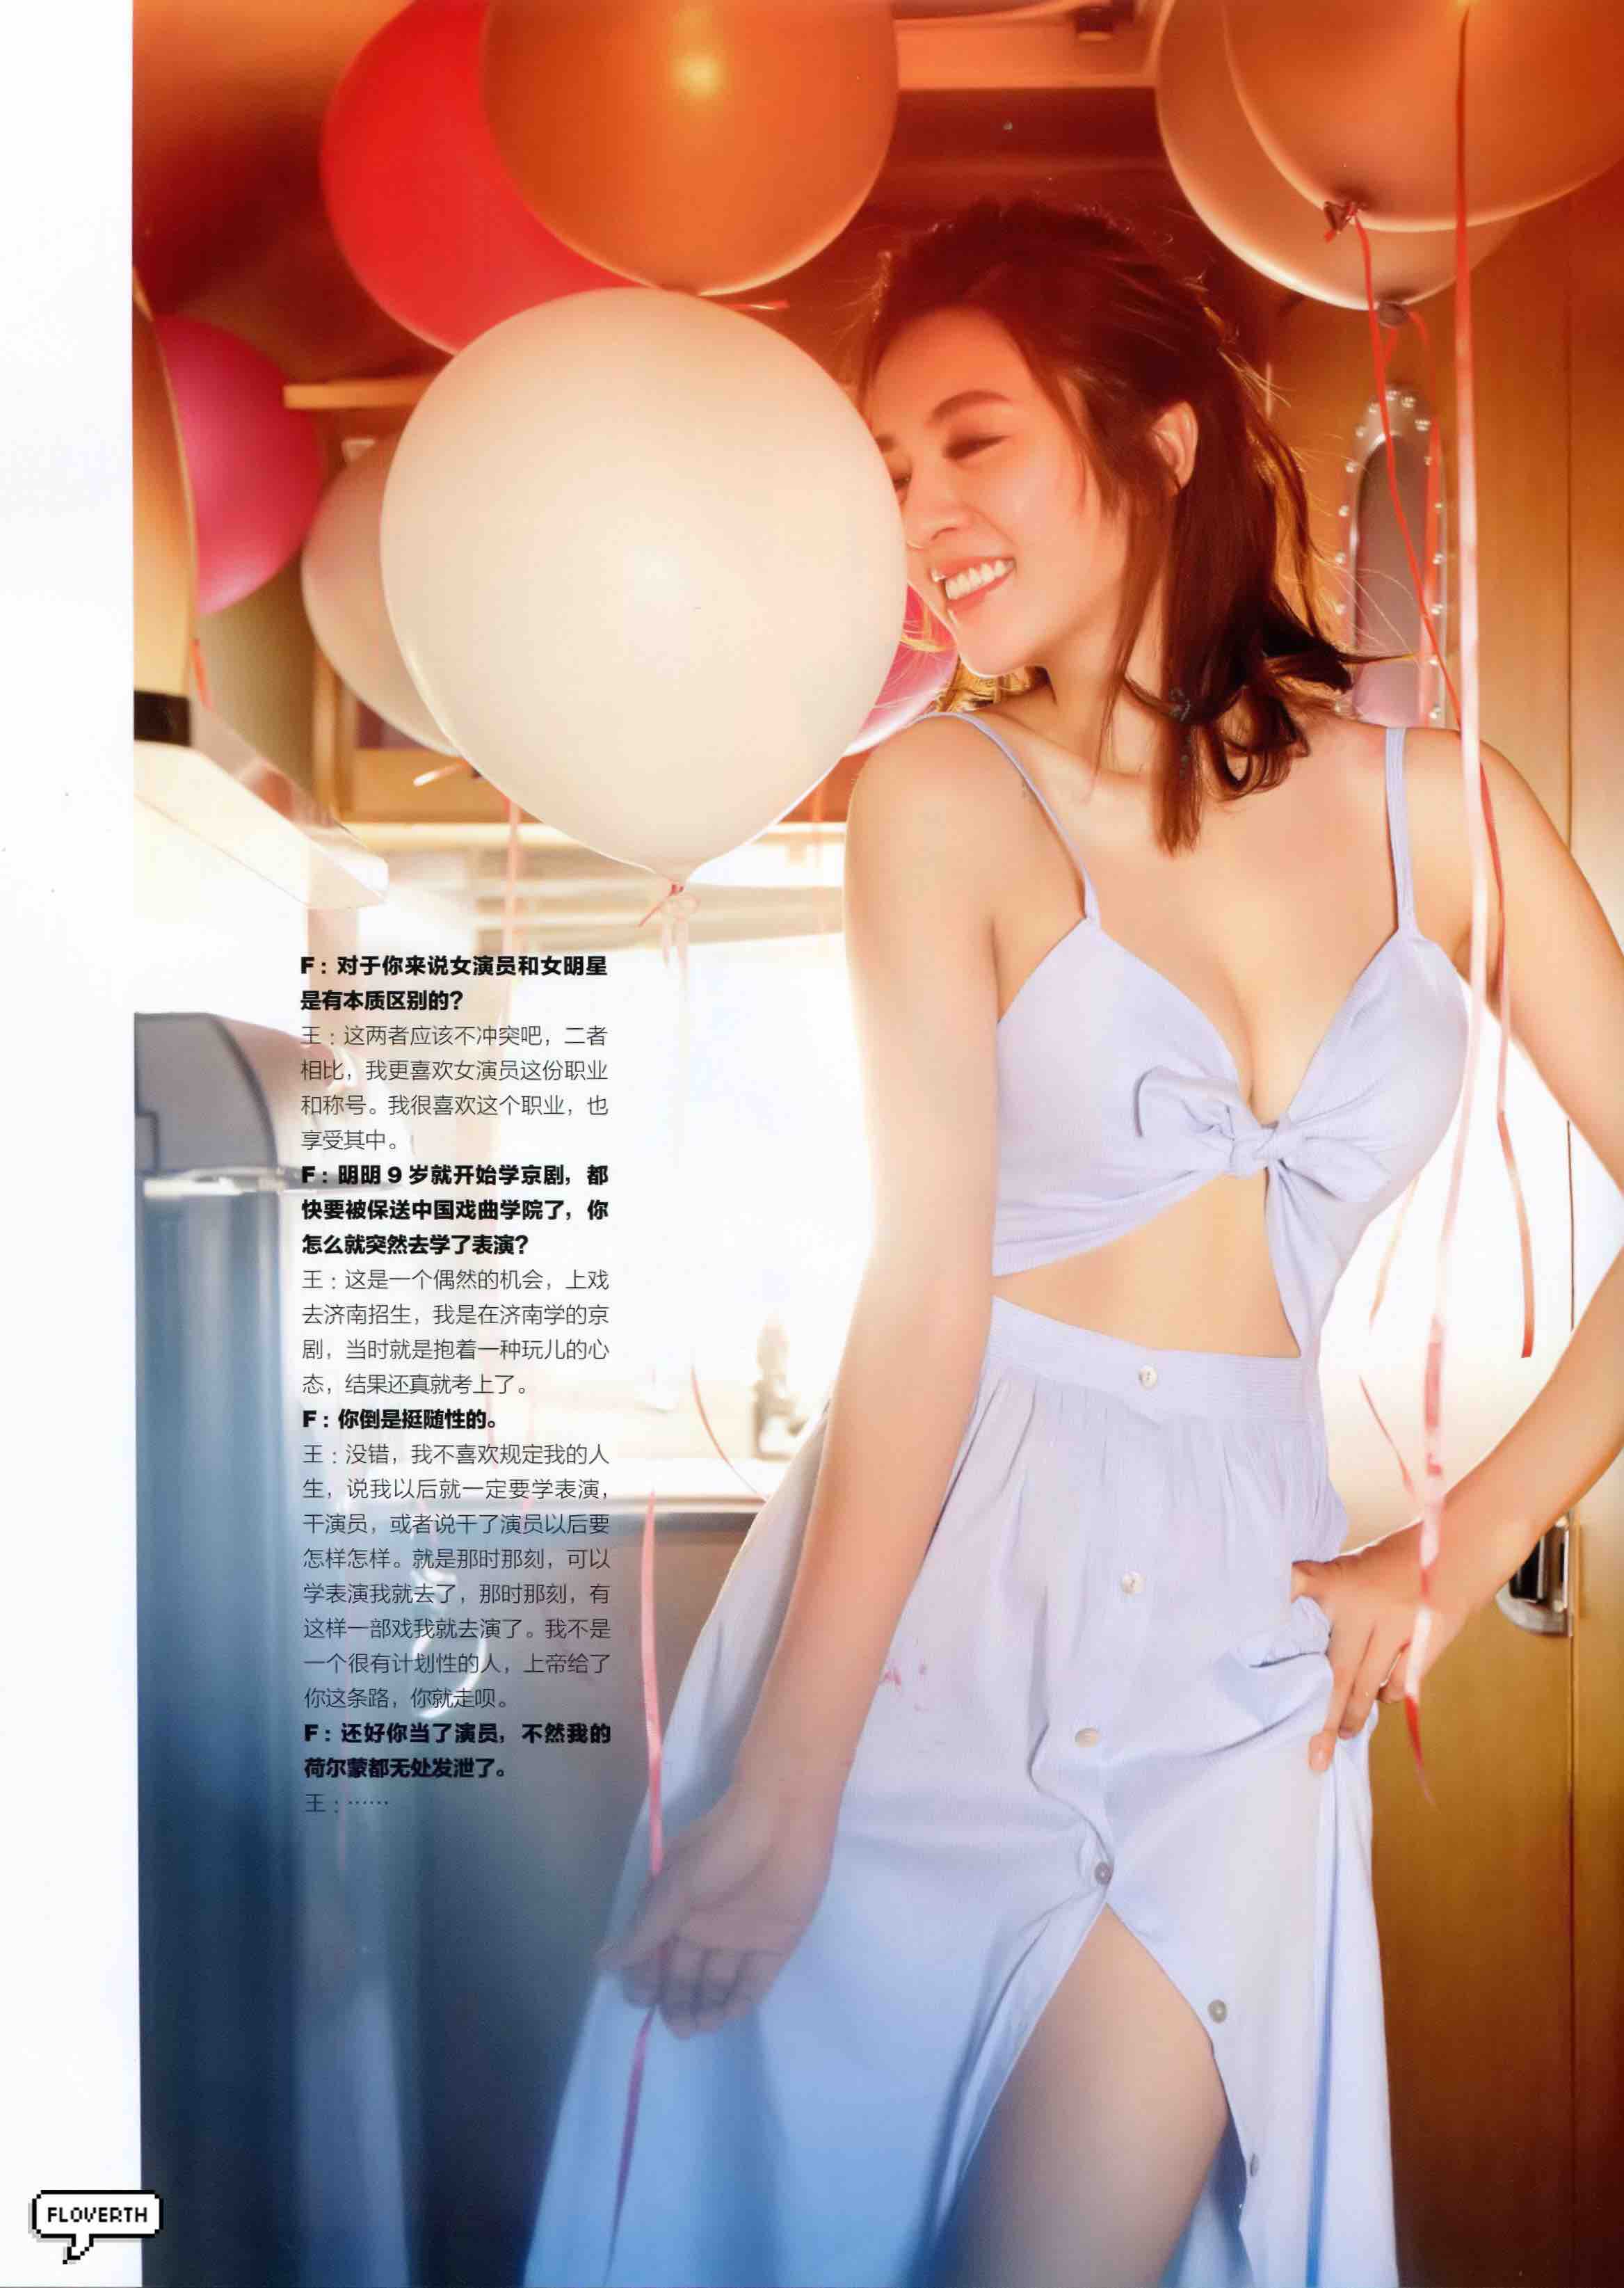 F：对于你来说女演员和女明星
是有本质区别的？
王：这两者应该不冲突吧，二者
相比，我更喜欢女演员这份职业
和称号。我很喜欢这个职业，也
享受其中。
F：明明 9 岁就开始学京剧，都
快要被保送中国戏曲学院了，你
怎么就突然去学了表演？
王：这是一个偶然的机会，上戏
去济南招生，我是在济南学的京
剧，当时就是抱着一种玩儿的心
态，结果还真就考上了。
F：你倒是挺随性的。
王：没错，我不喜欢规定我的人
生，说我以后就一定要学表演，
干演员，或者说干了演员以后要
怎样怎样。就是那时那刻，可以
学表演我就去了，那时那刻，有
这样一部戏我就去演了。我不是
一个很有计划性的人，上帝给了
你这条路，你就走呗。
F：还好你当了演员，不然我的
荷尔蒙都无处发泄了。
王：……
FLOVERTH